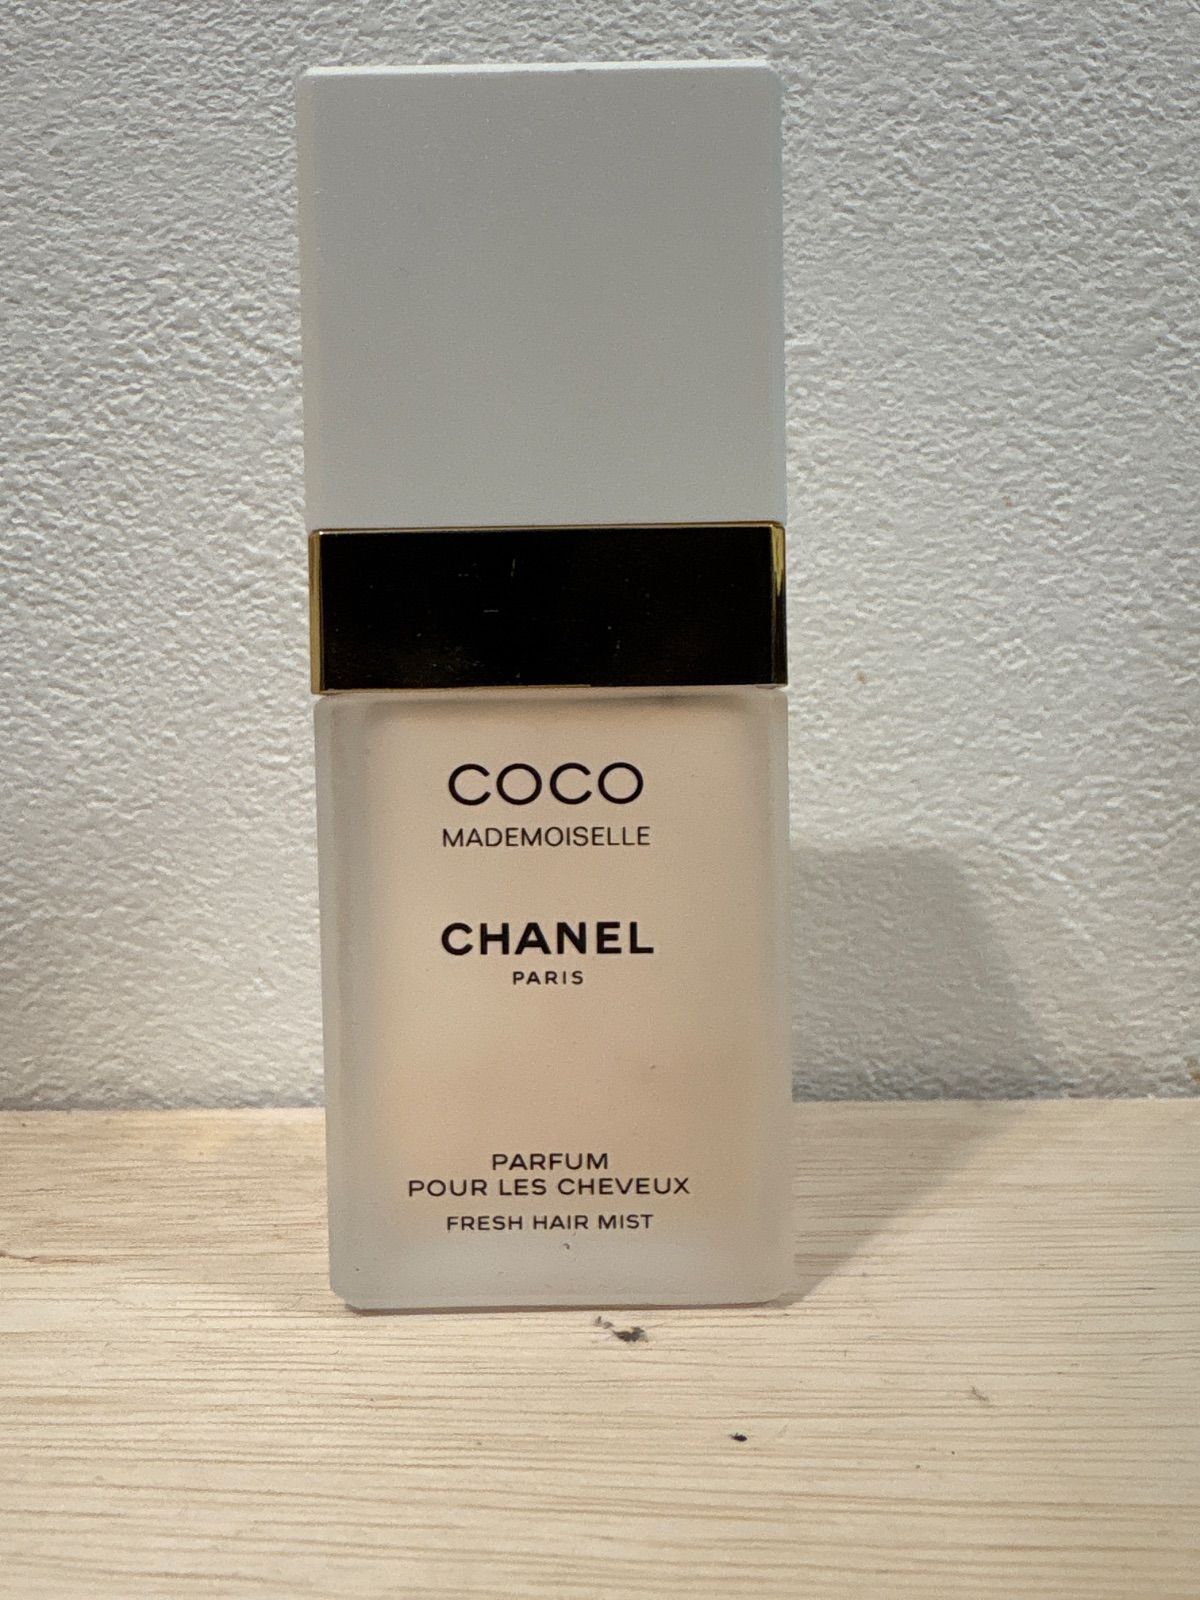 COCO
MADEMOISELLE
CHANEL
PARIS
PARFUM
POUR LES CHEVEUX
FRESH HAIR MIST